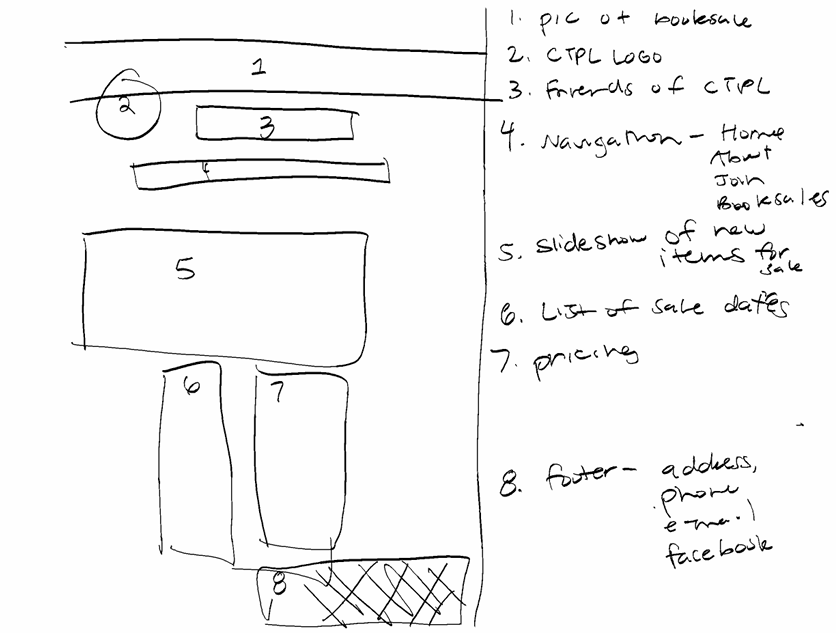 1
2
3
4
5
6
7
8
1. pic of booksale
2. CTPL LOGO
3. Friends of CTPL
4. Navigation - Home
About
Join
Booksales
5. slideshow of new
items for
sale
6. List of sale dates
7. pricing
8. footer - address,
phone
e-mail
facebook